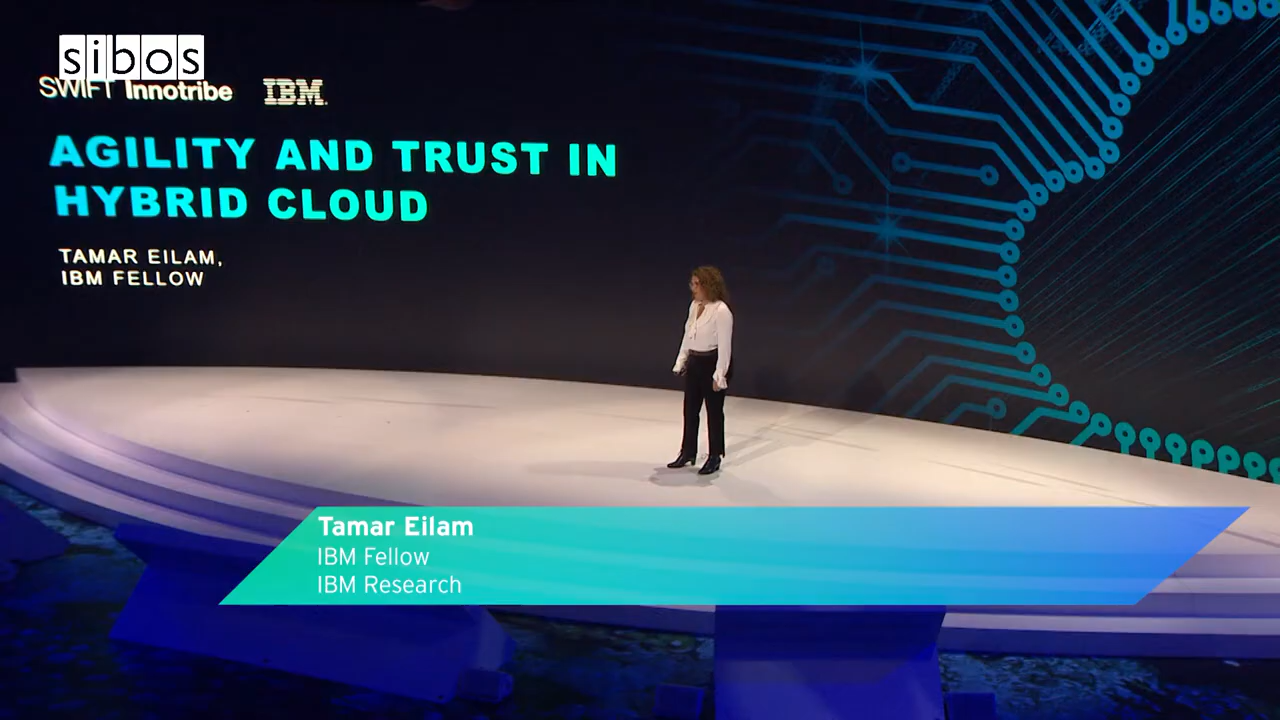 sibos
SWIFT Innotribe IBM.
AGILITY AND TRUST IN
HYBRID CLOUD
TAMAR EILAM,
IBM FELLOW
Tamar Eilam
IBM Fellow
IBM Research